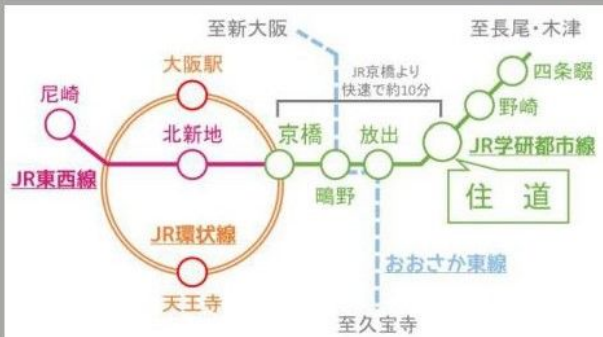 至新大阪
至長尾・木津
大阪駅
JR京橋より
快速で約10分
四条畷
尼崎
野崎
北新地
京橋
放出
JR学研都市線
JR東西線
鴫野
住道
JR環状線
おおさか東線
天王寺
至久宝寺